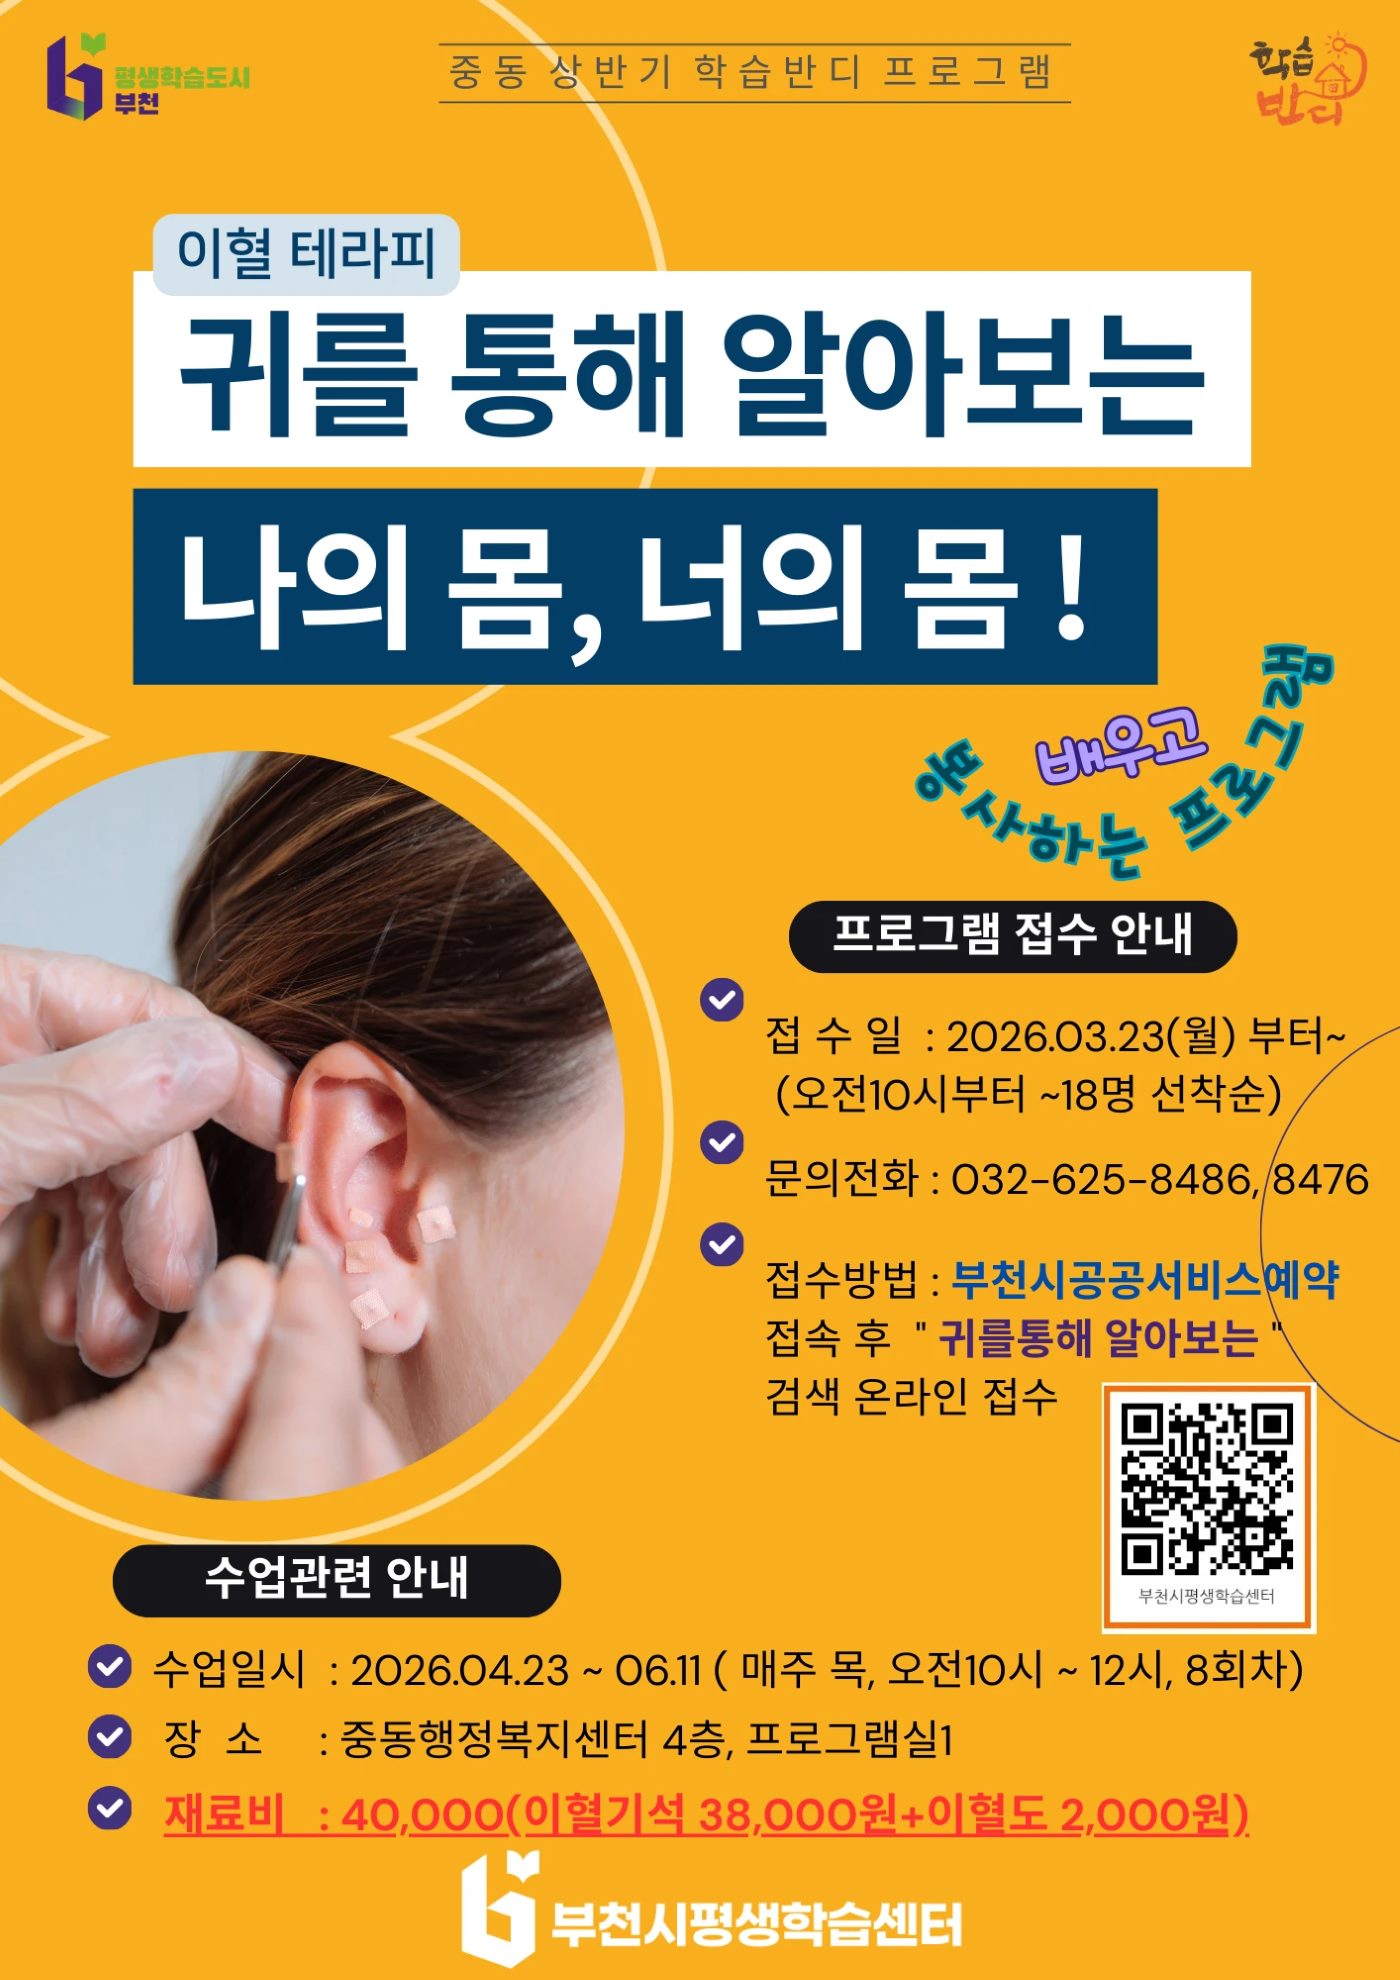 평생학습도시
부천
중동 상반기 학습반디 프로그램
학습
반디
이혈 테라피
귀를 통해 알아보는
나의 몸, 너의 몸 !
배우고
봉사하는 프로그램
프로그램 접수 안내
접 수 일 : 2026.03.23(월) 부터~
(오전10시부터 ~18명 선착순)
문의전화 : 032-625-8486, 8476
접수방법 : 부천시공공서비스예약
접속 후 " 귀를통해 알아보는 "
검색 온라인 접수
부천시평생학습센터
수업관련 안내
수업일시 : 2026.04.23 ~ 06.11 ( 매주 목, 오전10시 ~ 12시, 8회차)
장 소 : 중동행정복지센터 4층, 프로그램실1
재료비 : 40,000(이혈기석 38,000원+이혈도 2,000원)
부천시평생학습센터